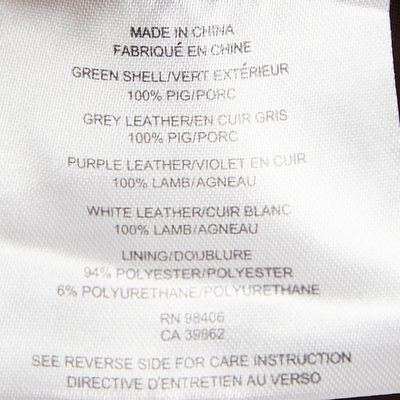 MADE IN CHINA
FABRIQUÉ EN CHINE
GREEN SHELL/VERT EXTÉRIEUR
100% PIG/PORC
GREY LEATHER/EN CUIR GRIS
100% PIG/PORC
PURPLE LEATHER/VIOLET EN CUIR
100% LAMB/AGNEAU
WHITE LEATHER/CUIR BLANC
100% LAMB/AGNEAU
LINING/DOUBLURE
94% POLYESTER/POLYESTER
6% POLYURETHANE/POLYURETHANE
RN 98406
CA 39862
SEE REVERSE SIDE FOR CARE INSTRUCTION
DIRECTIVE D'ENTRETIEN AU VERSO